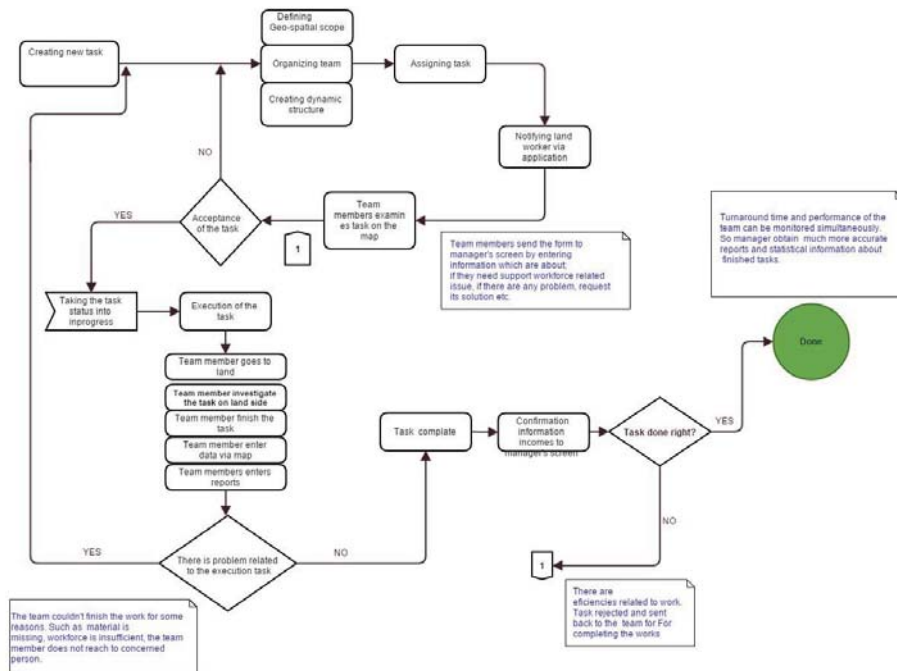 Defining
Geo-spatial scope
Creating new task
Organizing team
Assigning task
Creating dynamic
structure
Notifying land
worker via
application
NO
Team
members examin
es task on the
map
Acceptance
of the task
YES
1
Team members send the form to
manager's screen by entering
information which are about;
if they need support workforce related
issue, if there are any problem, request
its solution etc.
Turnaround time and performance of the
team can be monitored simultaneously.
So manager obtain much more accurate
reports and statistical information about
finished tasks.
Taking the task
status into
inprogress
Execution of the
task
Team member goes to
land
Team member investigate
the task on land side
Team member finish the
task
Team member enter
data via map
Team members enters
reports
Done
Task complate
Confirmation
information
incomes to
manager's screen
Task done right?
YES
NO
There is problem related
to the execution task
YES
NO
1
There are
eficiencies related to work.
Task rejected and sent
back to the team for For
completing the works
The team couldn't finish the work for some
reasons. Such as material is
missing, workforce is insufficient, the team
member does not reach to concerned
person.